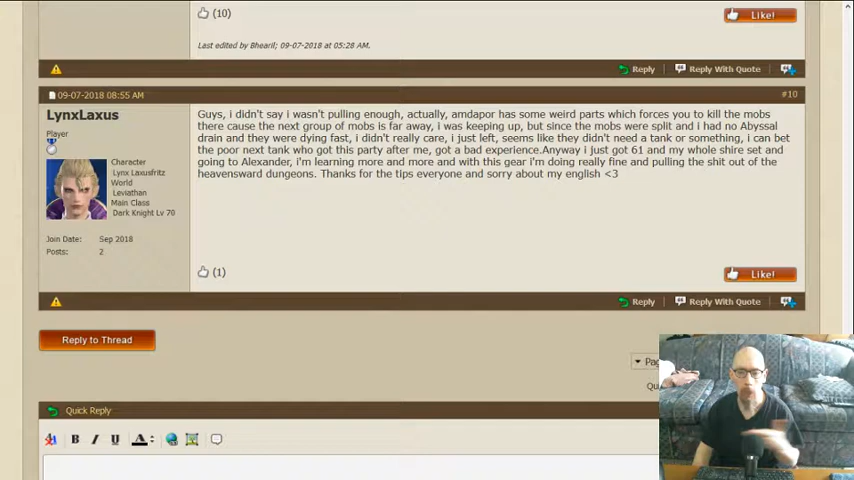 (10)
Like!
Last edited by Bhearil; 09-07-2018 at 05:28 AM.
Reply
Reply With Quote
09-07-2018 08:55 AM
#10
LynxLaxus
Player
Character
Lynx Laxusfritz
World
Leviathan
Main Class
Dark Knight Lv 70
Join Date: Sep 2018
Posts: 2
Guys, i didn't say i wasn't pulling enough, actually, amdapor has some weird parts which forces you to kill the mobs
there cause the next group of mobs is far away, i was keeping up, but since the mobs were split and i had no Abyssal
drain and they were dying fast, i didn't really care, i just left, seems like they didn't need a tank or something, i can bet
the poor next tank who got this party after me, got a bad experience.Anyway i just got 61 and my whole shire set and
going to Alexander, i'm learning more and more and with this gear i'm doing really fine and pulling the shit out of the
heavensward dungeons. Thanks for the tips everyone and sorry about my english <3
(1)
Like!
Reply
Reply With Quote
Reply to Thread
Quick Reply
B I U A